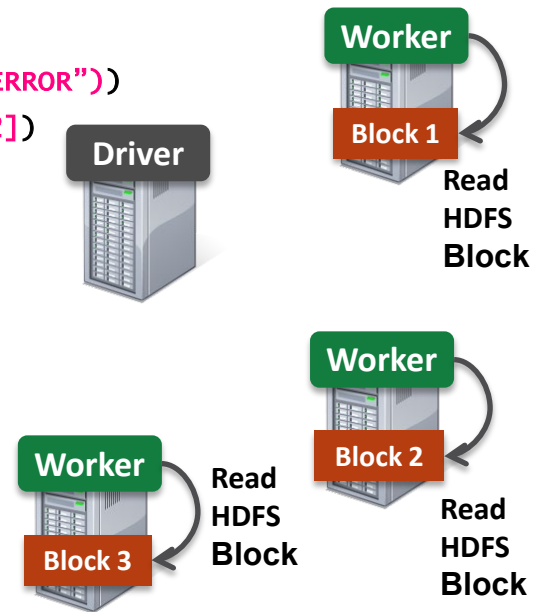 ERROR”))
2])
Driver
Worker
Block 1
Read
HDFS
Block
Worker
Block 2
Read
HDFS
Block
Worker
Block 3
Read
HDFS
Block